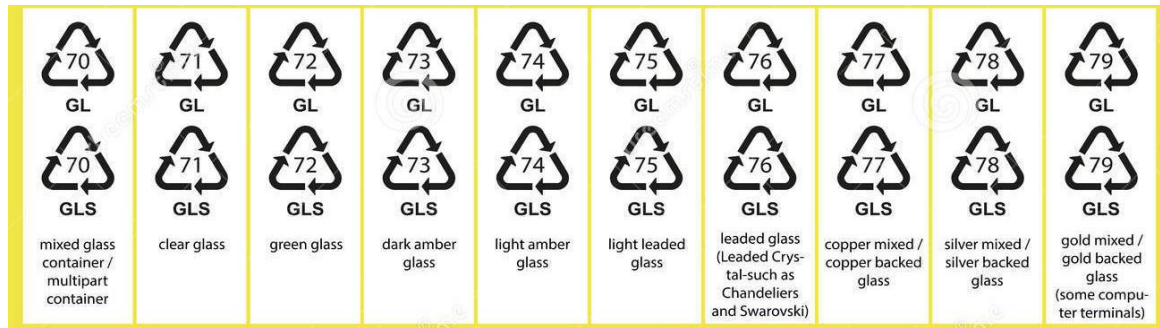 70 71 72 73 74 75 76 77 78 79
GL GL GL GL GL GL GL GL GL GL
70 71 72 73 74 75 76 77 78 79
GLS GLS GLS GLS GLS GLS GLS GLS GLS GLS
mixed glass
container /
multipart
container
clear glass
green glass
dark amber
glass
light amber
glass
light leaded
glass
leaded glass
(Leaded Crys-
tal-such as
Chandeliers
and Swarovski)
copper mixed /
copper backed
glass
silver mixed /
silver backed
glass
gold mixed /
gold backed
glass
(some compu-
ter terminals)